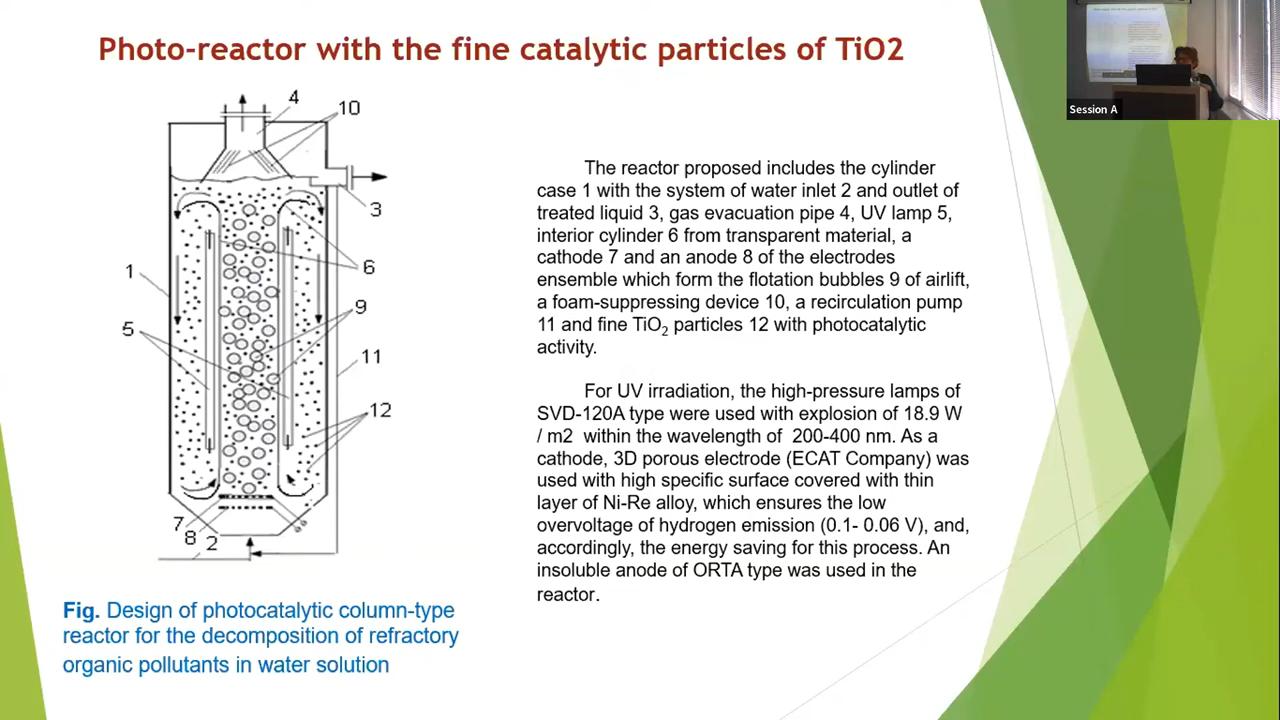 Photo-reactor with the fine catalytic particles of TiO2
Session A
4
10
3
6
1
9
5
11
12
7
8
2
The reactor proposed includes the cylinder
case 1 with the system of water inlet 2 and outlet of
treated liquid 3, gas evacuation pipe 4, UV lamp 5,
interior cylinder 6 from transparent material, a
cathode 7 and an anode 8 of the electrodes
ensemble which form the flotation bubbles 9 of airlift,
a foam-suppressing device 10, a recirculation pump
11 and fine TiO₂ particles 12 with photocatalytic
activity.
For UV irradiation, the high-pressure lamps of
SVD-120A type were used with explosion of 18.9 W
/ m2 within the wavelength of 200-400 nm. As a
cathode, 3D porous electrode (ECAT Company) was
used with high specific surface covered with thin
layer of Ni-Re alloy, which ensures the low
overvoltage of hydrogen emission (0.1- 0.06 V), and,
accordingly, the energy saving for this process. An
insoluble anode of ORTA type was used in the
reactor.
Fig. Design of photocatalytic column-type
reactor for the decomposition of refractory
organic pollutants in water solution